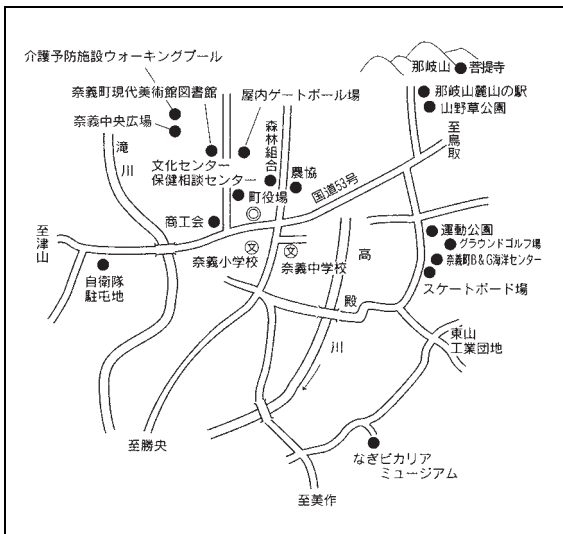 介護予防施設ウォーキングプール
奈義町現代美術館図書館
奈義中央広場
屋内ゲートボール場
那岐山
菩提寺
那岐山麓山の駅
山野草公園
至鳥取
滝川
森林組合
文化センター
保健相談センター
農協
町役場
国道53号
商工会
至津山
文
奈義小学校
文
奈義中学校
高殿川
運動公園
グラウンドゴルフ場
奈義町B&G海洋センター
スケートボード場
自衛隊
駐屯地
東山
工業団地
至勝央
なぎビカリア
ミュージアム
至美作